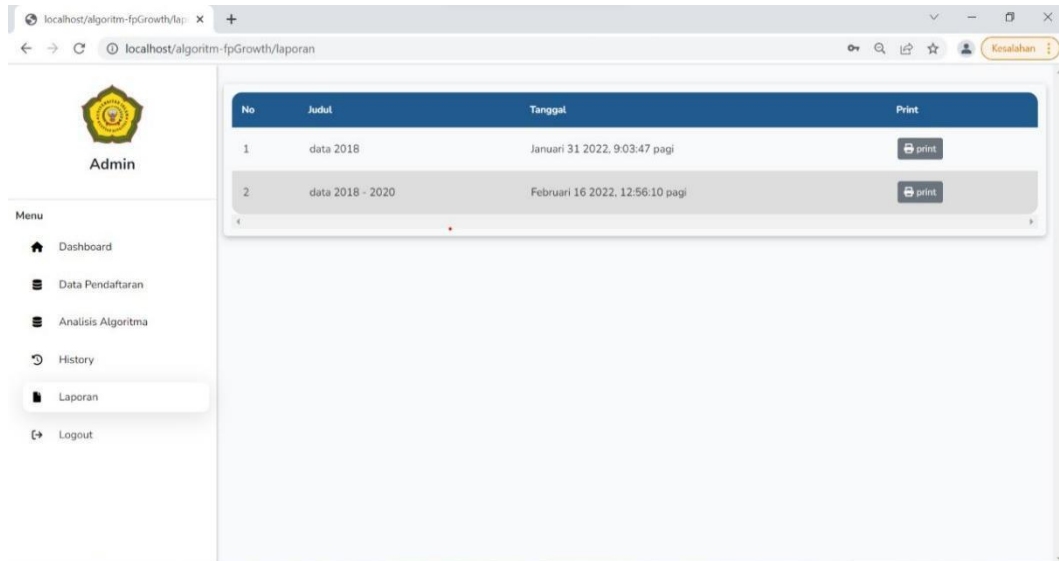 localhost/algoritm-fpGrowth/lap
localhost/algoritm-fpGrowth/laporan
Kesalahan
Admin
Menu
Dashboard
Data Pendaftaran
Analisis Algoritma
History
Laporan
Logout
No Judul Tanggal Print
1 data 2018 Januari 31 2022, 9:03:47 pagi print
2 data 2018 - 2020 Februari 16 2022, 12:56:10 pagi print